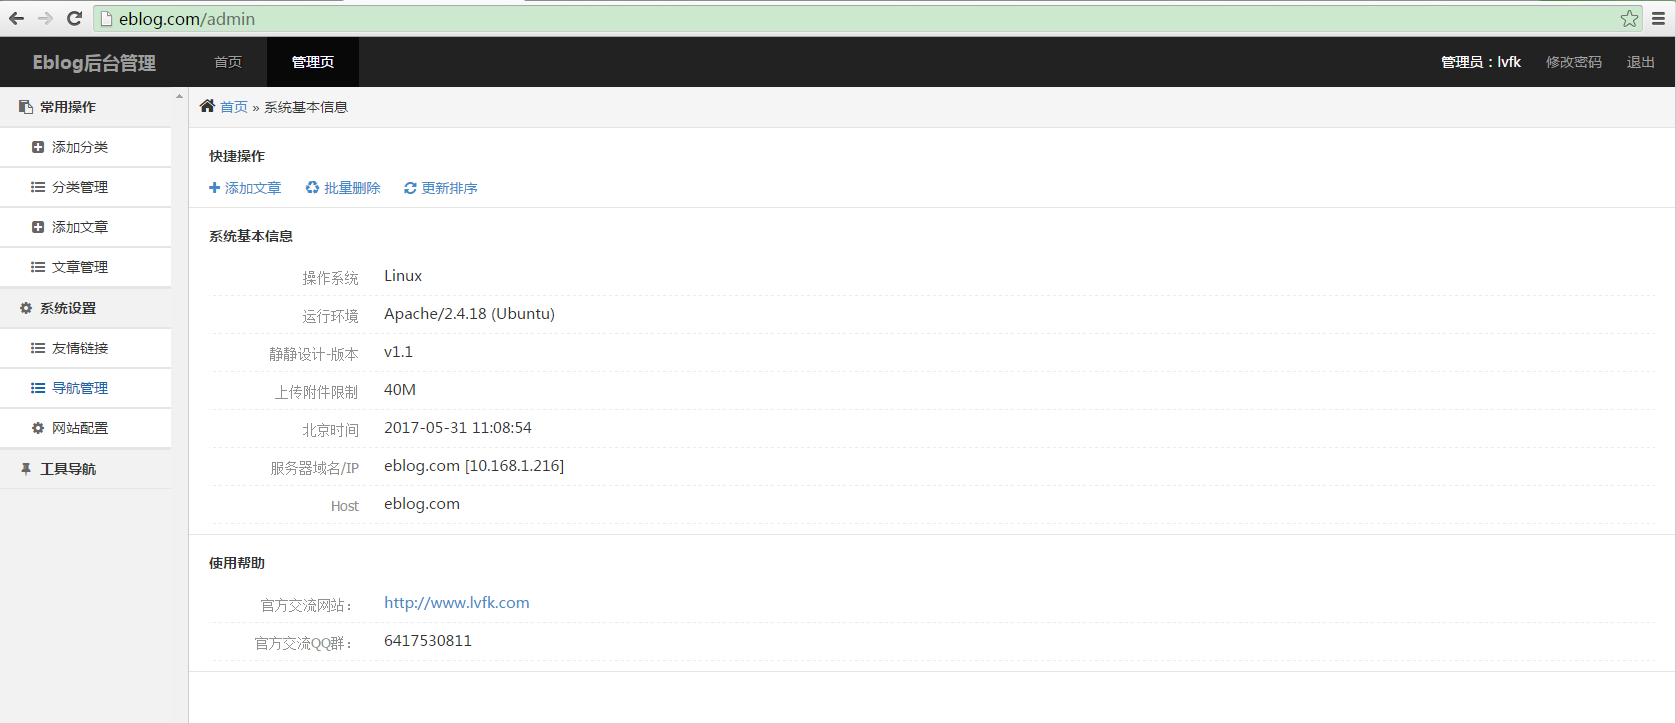 eblog.com/admin
Eblog后台管理 首页 管理页 管理员：lvfk 修改密码 退出
常用操作
添加分类
分类管理
添加文章
文章管理
系统设置
友情链接
导航管理
网站配置
工具导航
首页 » 系统基本信息
快捷操作
添加文章 批量删除 更新排序
系统基本信息
操作系统 Linux
运行环境 Apache/2.4.18 (Ubuntu)
静静设计-版本 v1.1
上传附件限制 40M
北京时间 2017-05-31 11:08:54
服务器域名/IP eblog.com [10.168.1.216]
Host eblog.com
使用帮助
官方交流网站： http://www.lvfk.com
官方交流QQ群： 6417530811